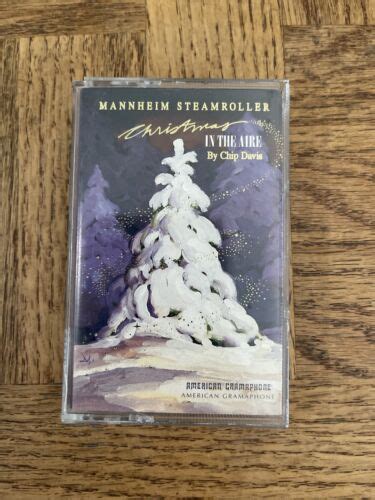 MANNHEIM STEAMROLLER
Christmas
IN THE AIRE
By Chip Davis
AMERICAN GRAMAPHONE
AMERICAN GRAMAPHONE